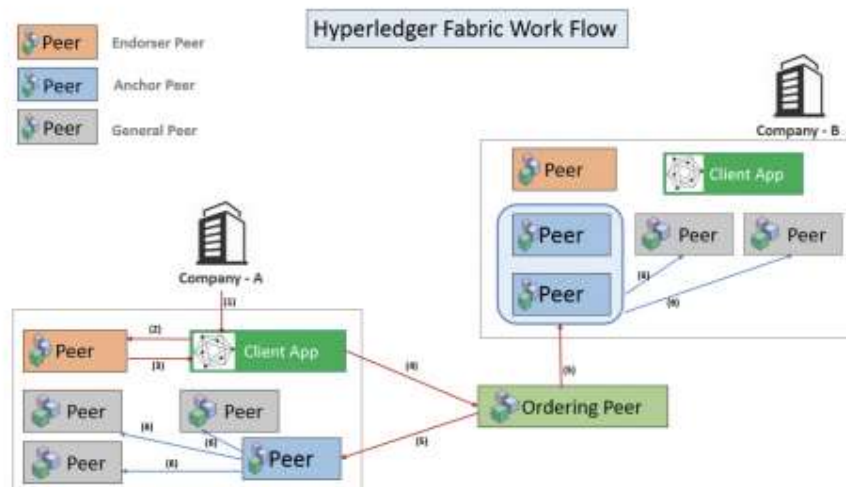 Hyperledger Fabric Work Flow
Peer Endorser Peer
Peer Anchor Peer
Peer General Peer
Company - B
Peer
Client App
Peer
Peer
Peer
Peer
(6)
(6)
Company - A
(1)
Peer
(2)
(3)
Client App
(4)
(5)
Ordering Peer
(5)
Peer
Peer
(6)
(6)
Peer
(6)
Peer